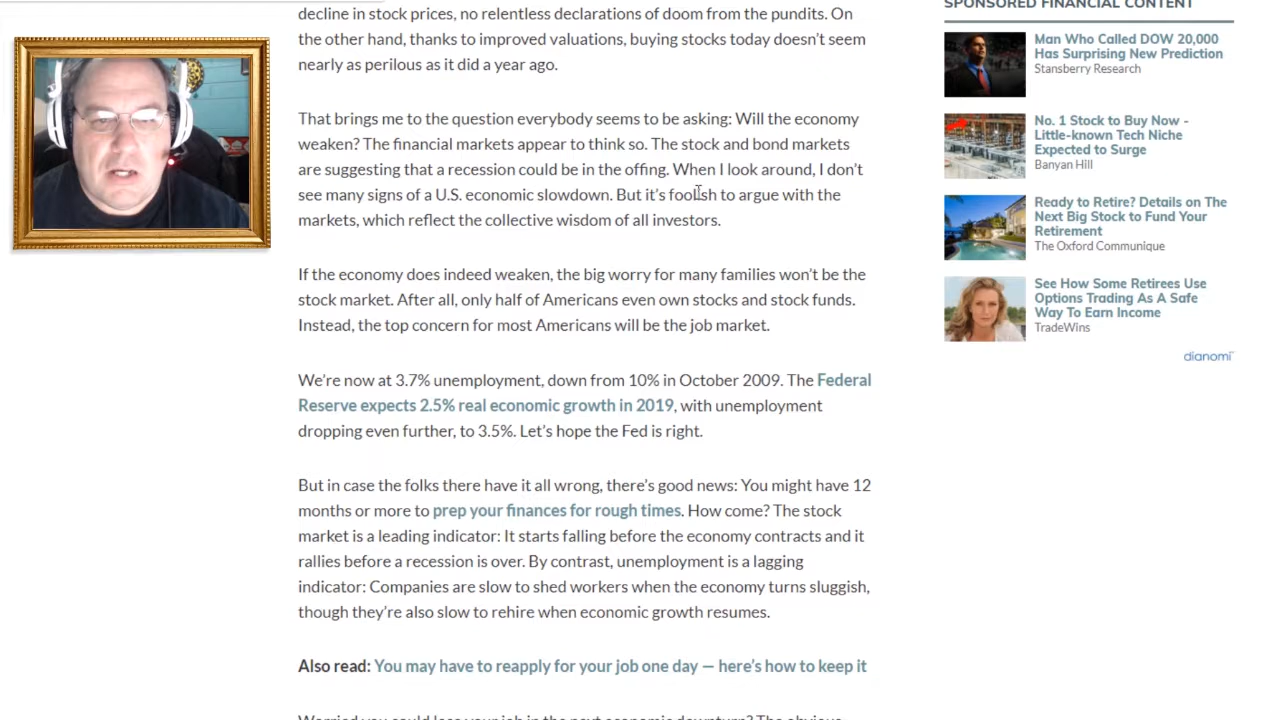 decline in stock prices, no relentless declarations of doom from the pundits. On
the other hand, thanks to improved valuations, buying stocks today doesn’t seem
nearly as perilous as it did a year ago.
That brings me to the question everybody seems to be asking: Will the economy
weaken? The financial markets appear to think so. The stock and bond markets
are suggesting that a recession could be in the offing. When I look around, I don’t
see many signs of a U.S. economic slowdown. But it’s foolish to argue with the
markets, which reflect the collective wisdom of all investors.
If the economy does indeed weaken, the big worry for many families won’t be the
stock market. After all, only half of Americans even own stocks and stock funds.
Instead, the top concern for most Americans will be the job market.
We’re now at 3.7% unemployment, down from 10% in October 2009. The Federal
Reserve expects 2.5% real economic growth in 2019, with unemployment
dropping even further, to 3.5%. Let’s hope the Fed is right.
But in case the folks there have it all wrong, there’s good news: You might have 12
months or more to prep your finances for rough times. How come? The stock
market is a leading indicator: It starts falling before the economy contracts and it
rallies before a recession is over. By contrast, unemployment is a lagging
indicator: Companies are slow to shed workers when the economy turns sluggish,
though they’re also slow to rehire when economic growth resumes.
Also read: You may have to reapply for your job one day — here’s how to keep it
Worried you could lose your job in the next economic downturn? The obvious
SPONSORED FINANCIAL CONTENT
Man Who Called DOW 20,000
Has Surprising New Prediction
Stansberry Research
No. 1 Stock to Buy Now -
Little-known Tech Niche
Expected to Surge
Banyan Hill
Ready to Retire? Details on The
Next Big Stock to Fund Your
Retirement
The Oxford Communique
See How Some Retirees Use
Options Trading As A Safe
Way To Earn Income
TradeWins
dianomi